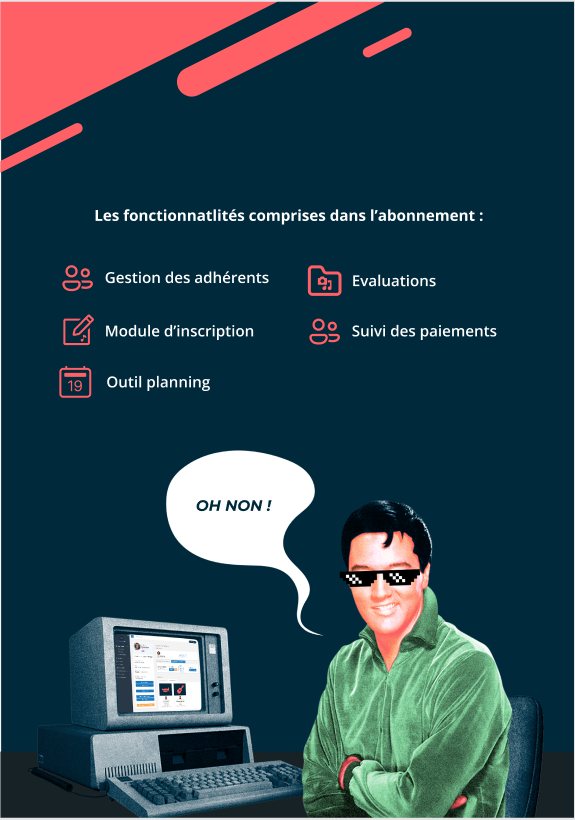 Les fonctionnatlités comprises dans l’abonnement :
Gestion des adhérents
Evaluations
Module d’inscription
Suivi des paiements
19
Outil planning
OH NON !